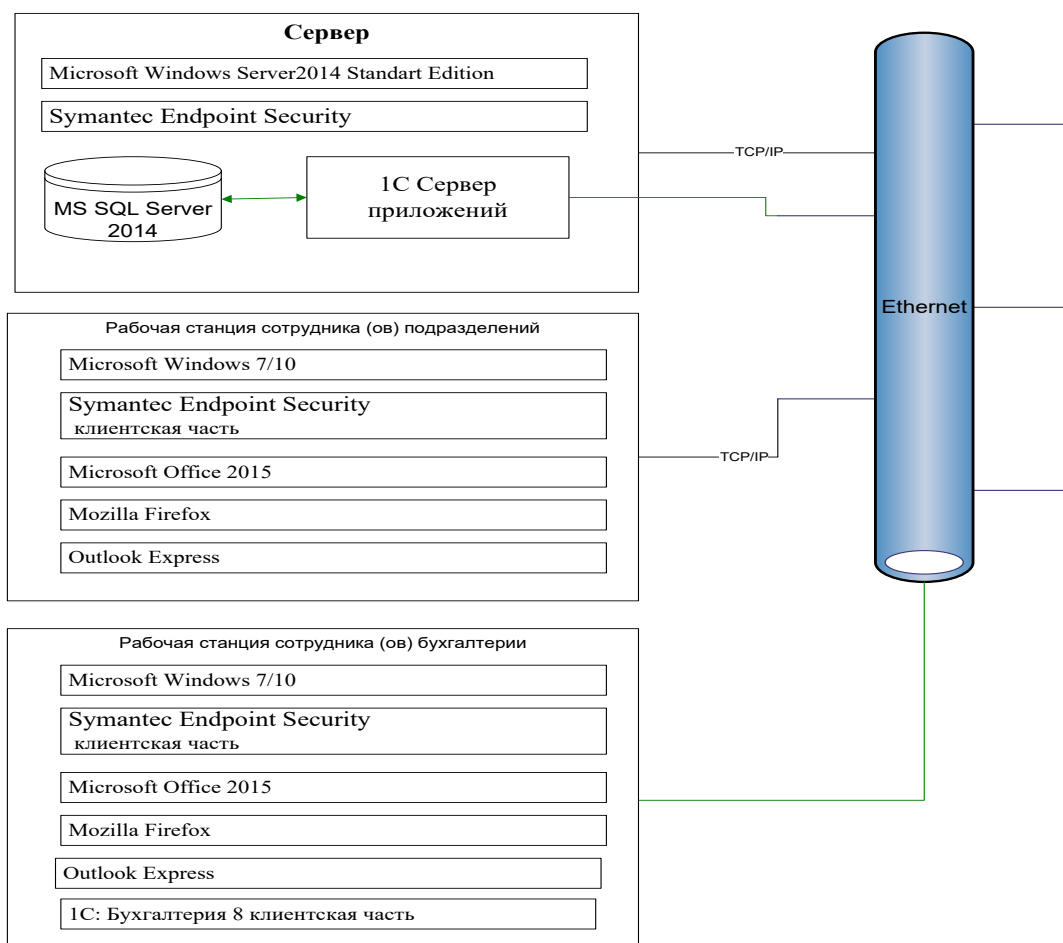 Сервер
Microsoft Windows Server2014 Standart Edition
Symantec Endpoint Security
MS SQL Server
2014
1С Сервер
приложений
TCP/IP
Ethernet
Рабочая станция сотрудника (ов) подразделений
Microsoft Windows 7/10
Symantec Endpoint Security
клиентская часть
Microsoft Office 2015
Mozilla Firefox
Outlook Express
TCP/IP
Рабочая станция сотрудника (ов) бухгалтерии
Microsoft Windows 7/10
Symantec Endpoint Security
клиентская часть
Microsoft Office 2015
Mozilla Firefox
Outlook Express
1С: Бухгалтерия 8 клиентская часть